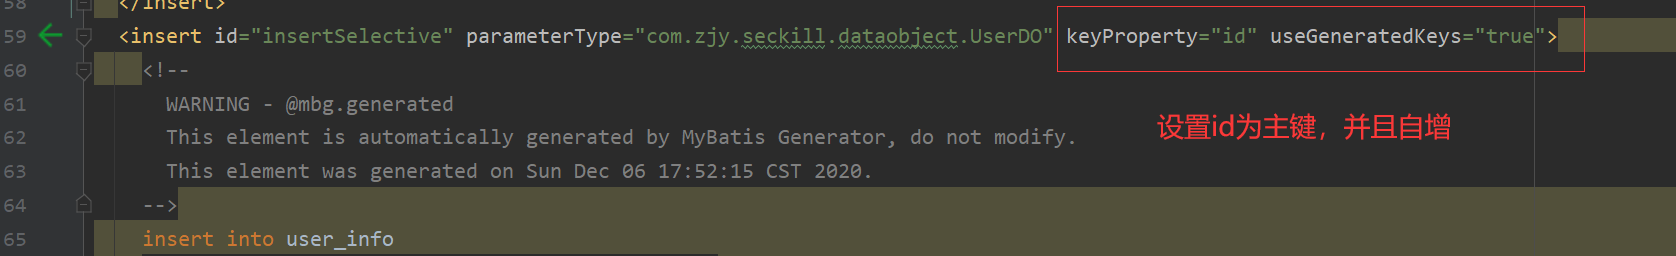 58 </insert>
59 <insert id="insertSelective" parameterType="com.zjy.seckill.dataobject.UserDO" keyProperty="id" useGeneratedKeys="true">
60 <!--
61 WARNING - @mbg.generated
62 This element is automatically generated by MyBatis Generator, do not modify.
设置id为主键，并且自增
63 This element was generated on Sun Dec 06 17:52:15 CST 2020.
64 -->
65 insert into user_info